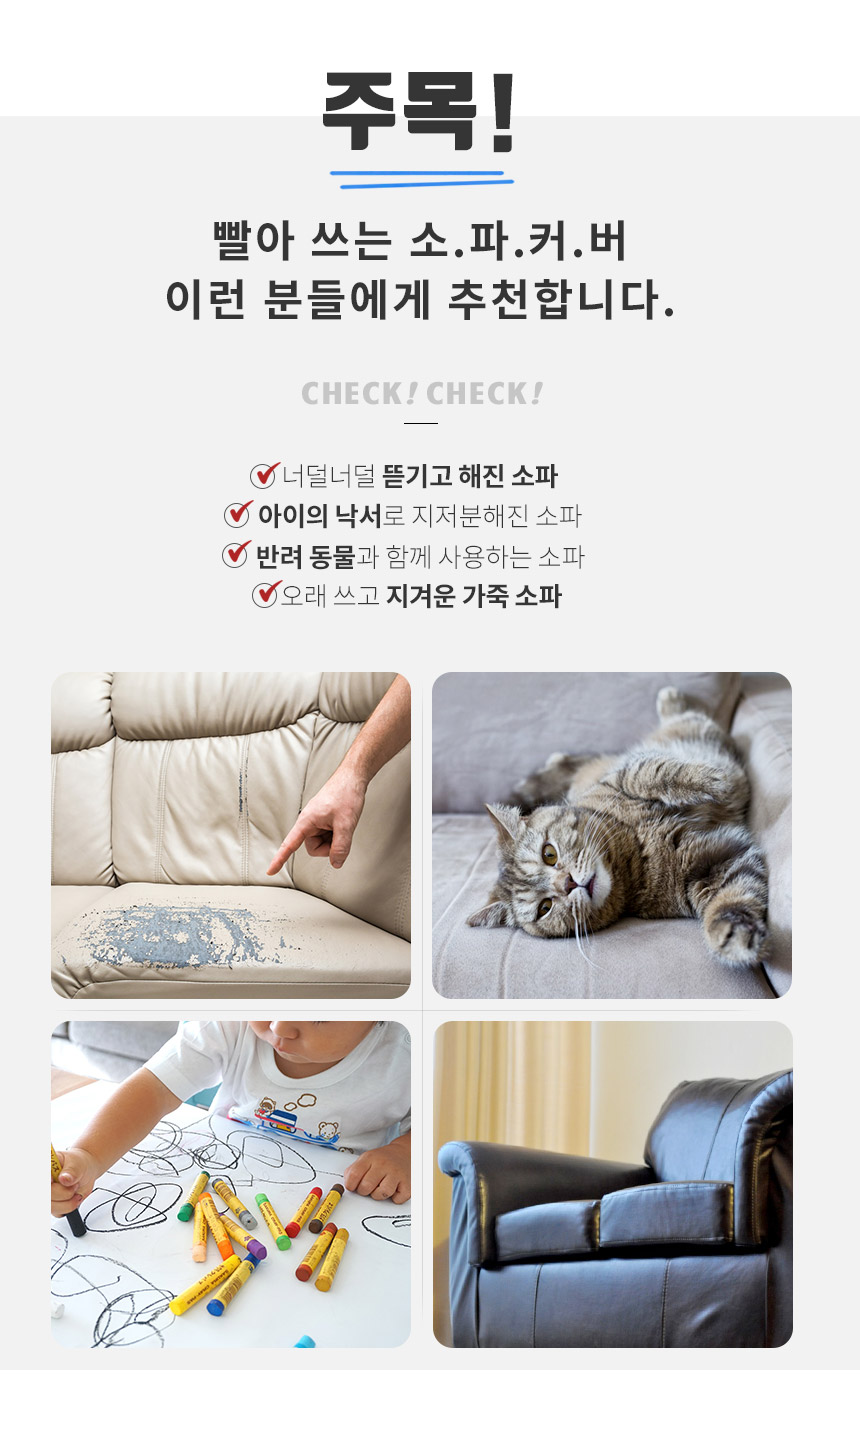 주목!
빨아 쓰는 소.파.커.버
이런 분들에게 추천합니다.
CHECK! CHECK!
너덜너덜 뜯기고 해진 소파
아이의 낙서로 지저분해진 소파
반려 동물과 함께 사용하는 소파
오래 쓰고 지겨운 가죽 소파